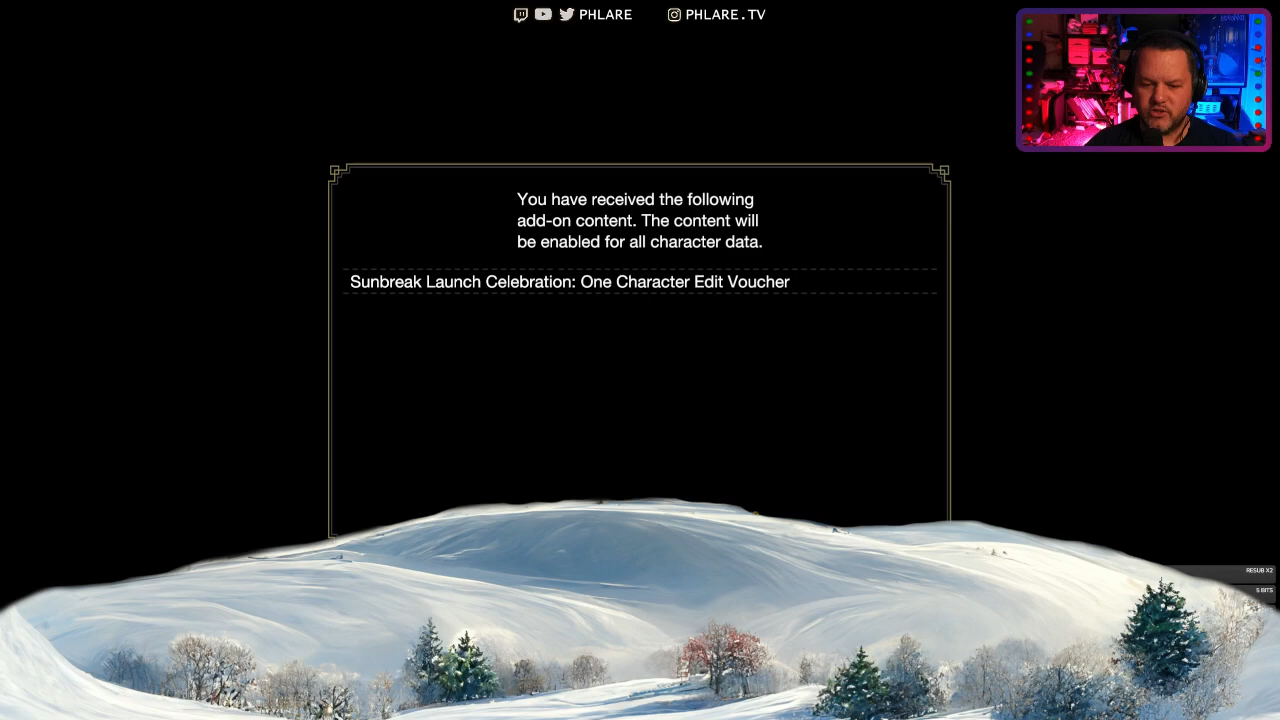 PHLARE
PHLARE.TV
You have received the following
add-on content. The content will
be enabled for all character data.
Sunbreak Launch Celebration: One Character Edit Voucher
RESUB X2
5 BITS